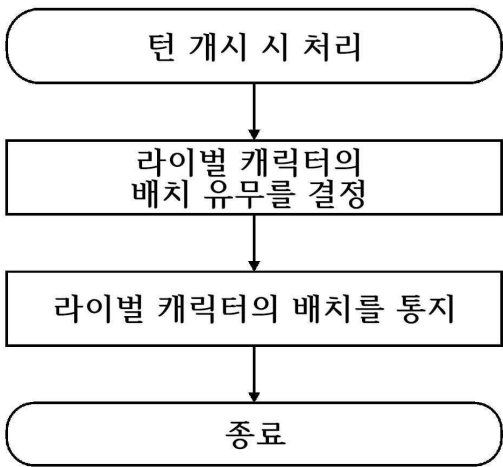 턴 개시 시 처리
라이벌 캐릭터의
배치 유무를 결정
라이벌 캐릭터의 배치를 통지
종료